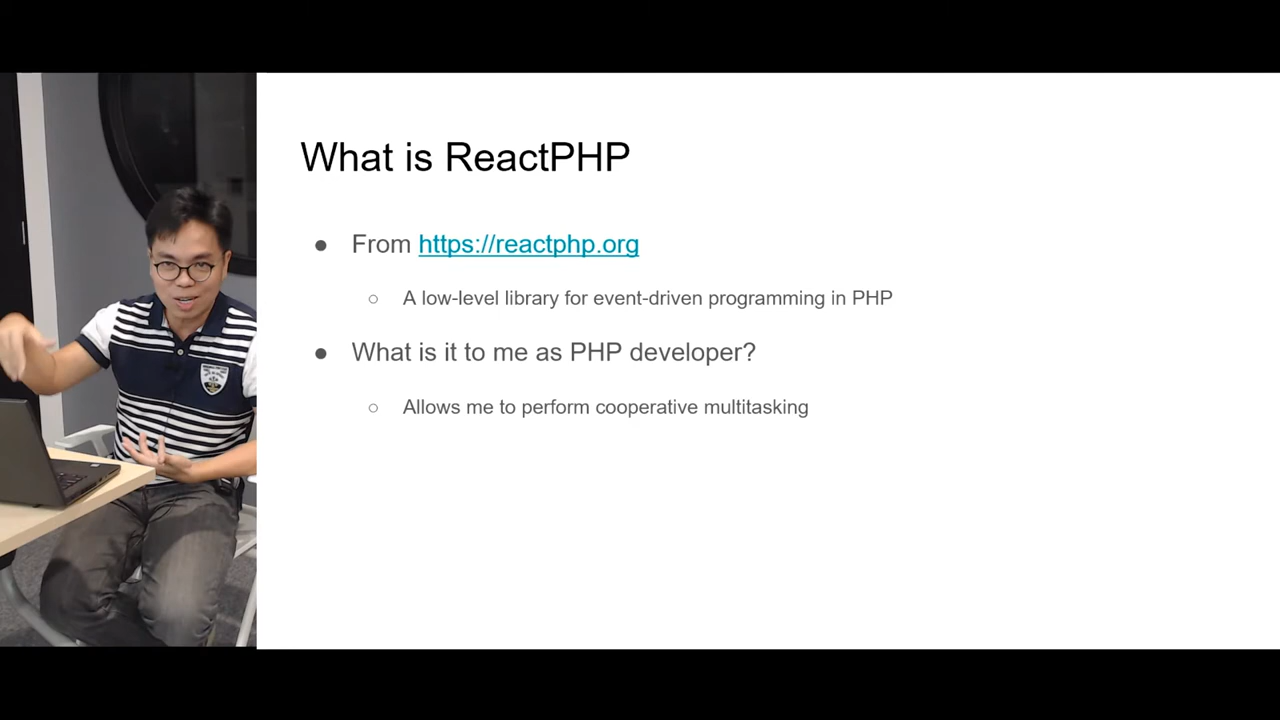 What is ReactPHP
● From https://reactphp.org
○ A low-level library for event-driven programming in PHP
● What is it to me as PHP developer?
○ Allows me to perform cooperative multitasking